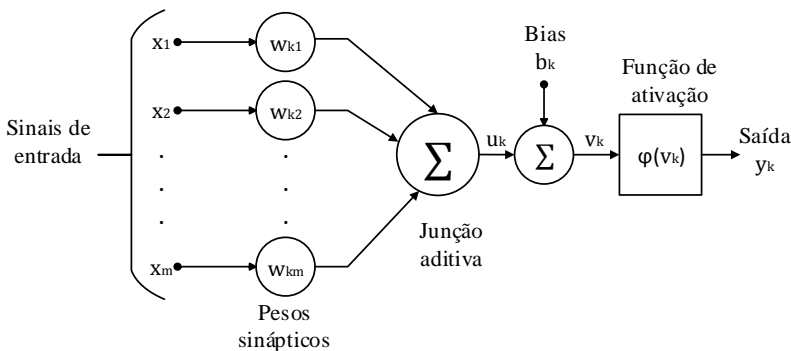 Sinais de
entrada
x1
x2
.
.
xm
wk1
wk2
.
.
wkm
Pesos
sinápticos
Σ
Junção
aditiva
uk
Bias
bk
Σ
vk
Função de
ativação
φ(vk)
Saída
yk